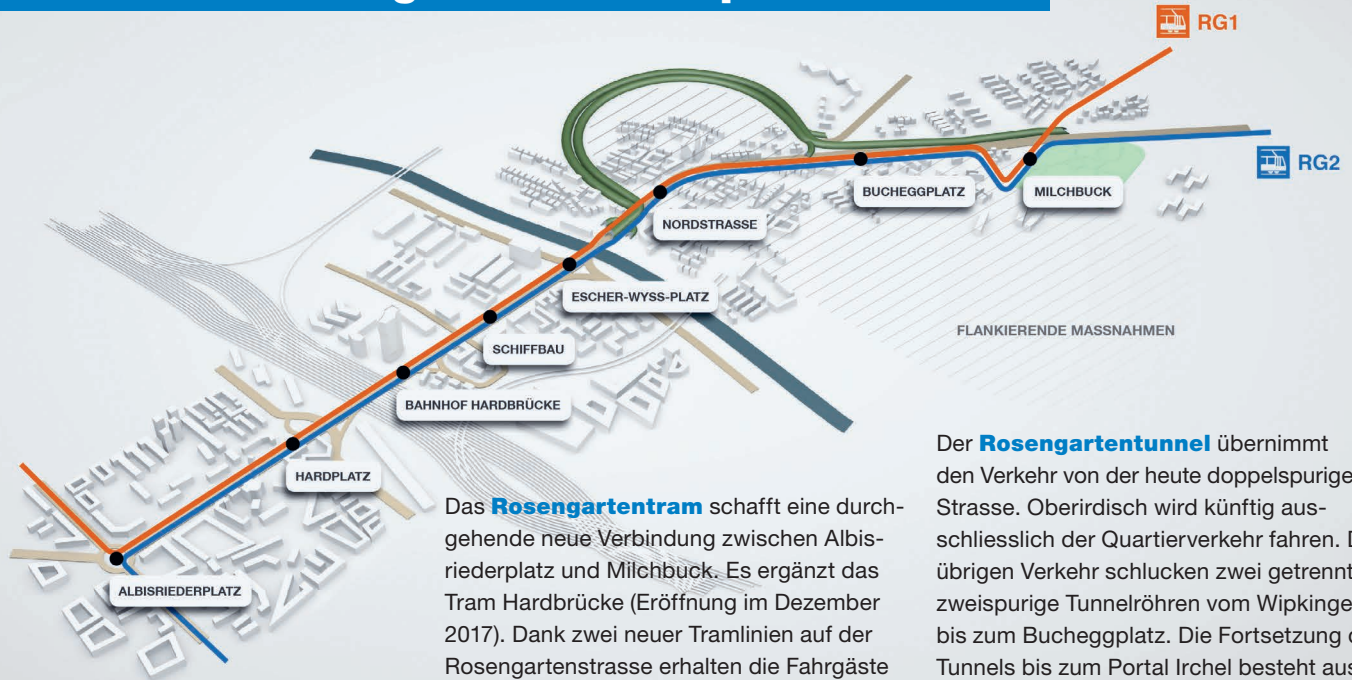 RG1
RG2
BUCHEGGPLATZ
MILCHBUCK
NORDSTRASSE
ESCHER-WYSS-PLATZ
FLANKIERENDE MASSNAHMEN
SCHIFFBAU
BAHNHOF HARDBRÜCKE
HARDPLATZ
ALBISRIEDERPLATZ
Das Rosengartentram schafft eine durch-
gehende neue Verbindung zwischen Albis-
riederplatz und Milchbuck. Es ergänzt das
Tram Hardbrücke (Eröffnung im Dezember
2017). Dank zwei neuer Tramlinien auf der
Rosengartenstrasse erhalten die Fahrgäste
Der Rosengartentunnel übernimmt
den Verkehr von der heute doppelspurige
Strasse. Oberirdisch wird künftig aus-
schliesslich der Quartierverkehr fahren.
übrigen Verkehr schlucken zwei getrennt
zweispurige Tunnelröhren vom Wipkinge
bis zum Bucheggplatz. Die Fortsetzung
Tunnels bis zum Portal Irchel besteht aus